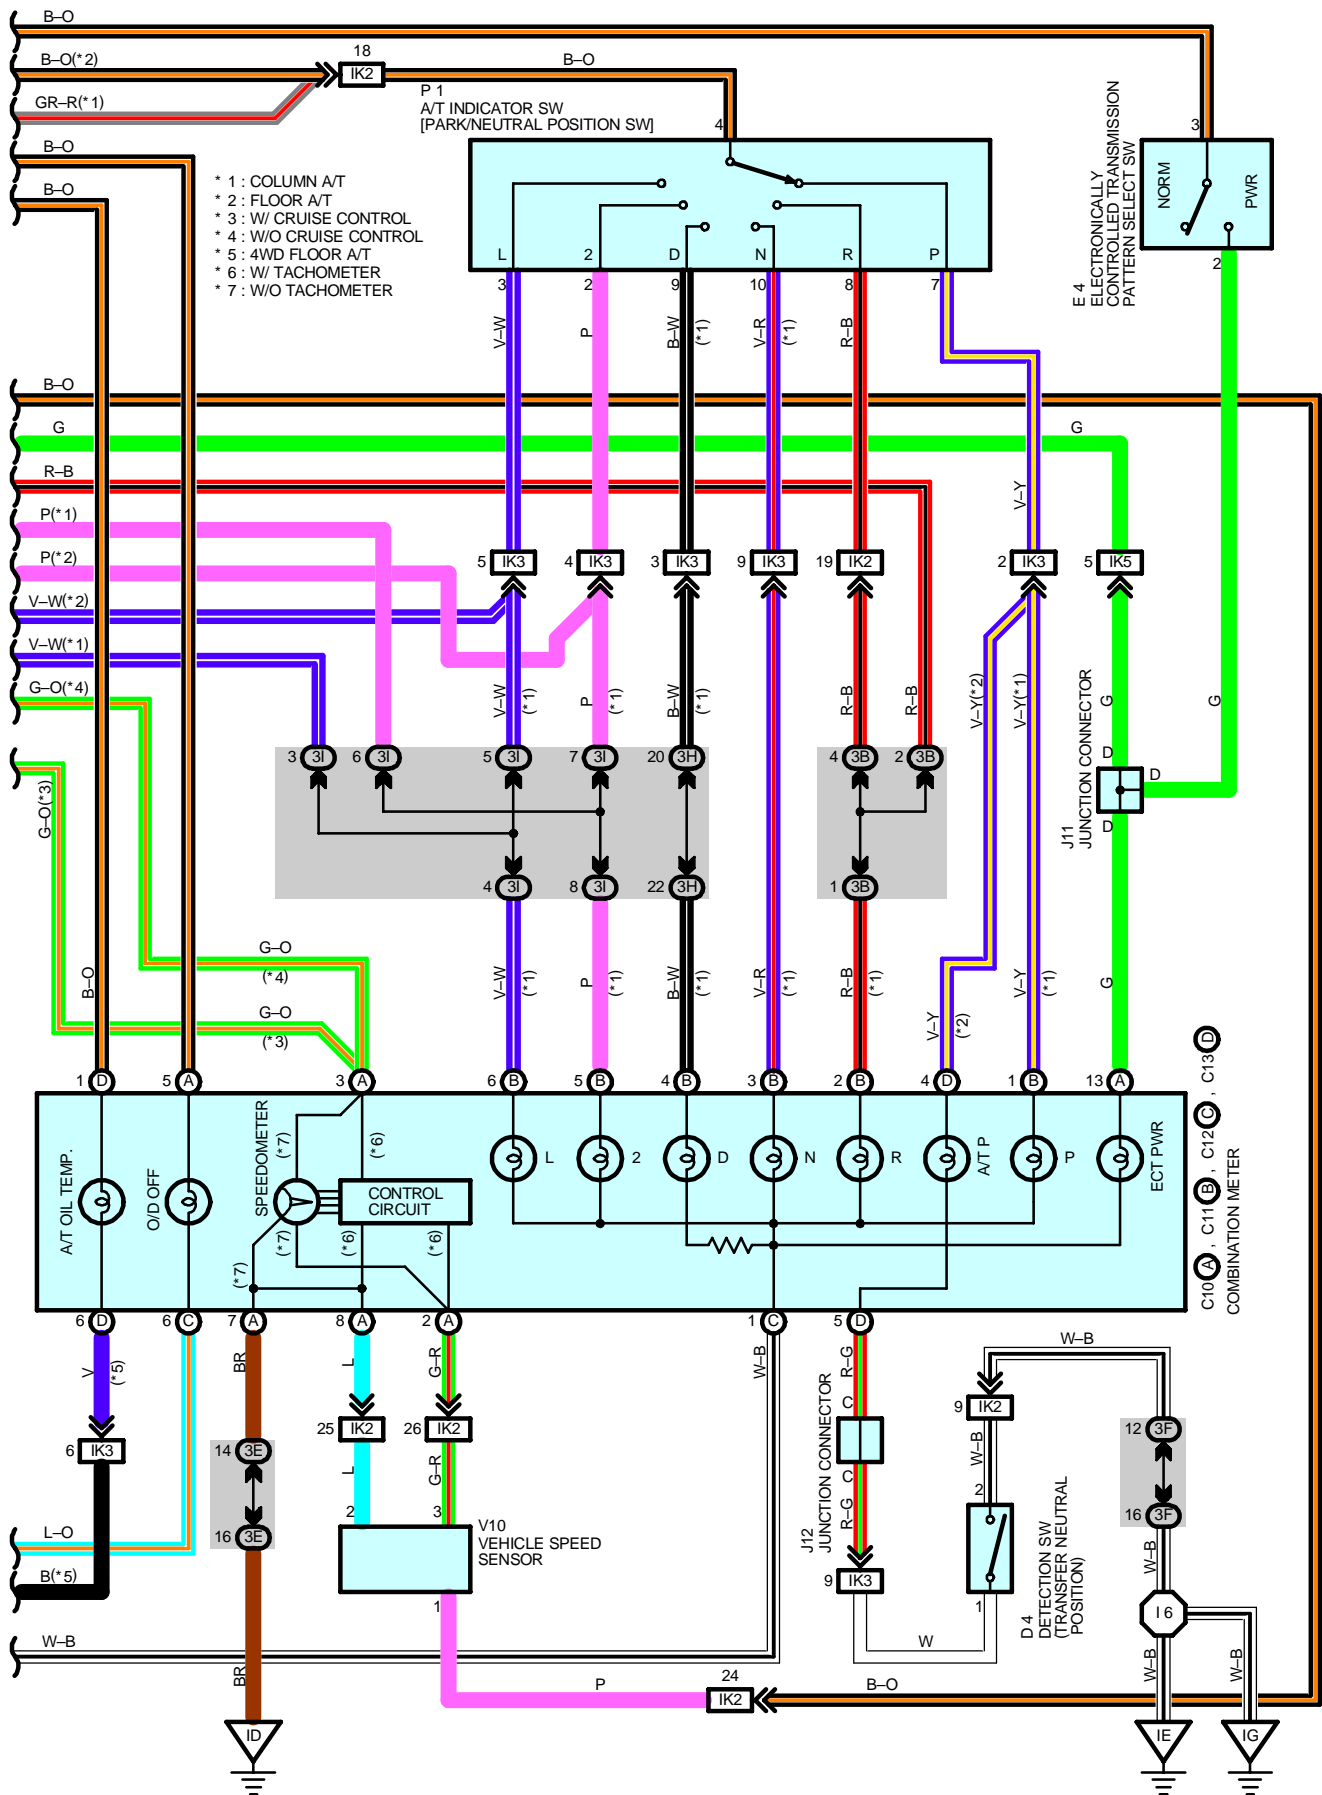 B–O
B–O(*2)
18
IK2
B–O
GR–R(*1)
P 1
A/T INDICATOR SW
[PARK/NEUTRAL POSITION SW]
4
3
B–O
B–O
* 1 : COLUMN A/T
* 2 : FLOOR A/T
* 3 : W/ CRUISE CONTROL
* 4 : W/O CRUISE CONTROL
* 5 : 4WD FLOOR A/T
* 6 : W/ TACHOMETER
* 7 : W/O TACHOMETER
L 2 D N R P
3 2 9 10 8 7
NORM
PWR
2
E 4
ELECTRONICALLY
CONTROLLED TRANSMISSION
PATTERN SELECT SW
V–W
P
B–W
(*1)
V–R
(*1)
R–B
B–O
G
G
R–B
V–Y
P(*1)
P(*2)
5 IK3
4 IK3
3 IK3
9 IK3
19 IK2
2 IK3
5 IK5
V–W(*2)
V–W(*1)
G–O(*4)
V–W
(*1)
P
(*1)
B–W
(*1)
R–B
R–B
V–Y(*2)
V–Y(*1)
G
G
3 3I
6 3I
5 3I
7 3I
20 3H
4 3B
2 3B
D
D
D
J11
JUNCTION CONNECTOR
G–O(*3)
4 3I
8 3I
22 3H
1 3B
G–O
(*4)
B–O
G–O
(*3)
V–W
(*1)
P
(*1)
B–W
(*1)
V–R
(*1)
R–B
(*1)
V–Y
(*2)
V–Y
(*1)
G
1 D
5 A
3 A
6 B
5 B
4 B
3 B
2 B
4 D
1 B
13 A
A/T OIL TEMP.
O/D OFF
SPEEDOMETER
(*7)
(*6)
CONTROL
CIRCUIT
(*7)
(*6)
(*6)
(*7)
L
2
D
N
R
A/T P
P
ECT PWR
C10 A , C11 B , C12 C , C13 D
COMBINATION METER
6 D
6 C
7 A
8 A
2 A
1 C
5 D
V
(*5)
BR
L
G–R
W–B
R–G
W–B
6 IK3
14 3E
25 IK2
26 IK2
C
9 IK2
12 3F
L
G–R
C
R–G
J12
JUNCTION CONNECTOR
W–B
2
3
2
16 3E
16 3F
L–O
B(*5)
V10
VEHICLE SPEED
SENSOR
1
9 IK3
1
D 4
DETECTION SW
(TRANSFER NEUTRAL
POSITION)
W–B
I 6
W–B
W
BR
P
24
IK2
B–O
W–B
W–B
ID
IE
IG